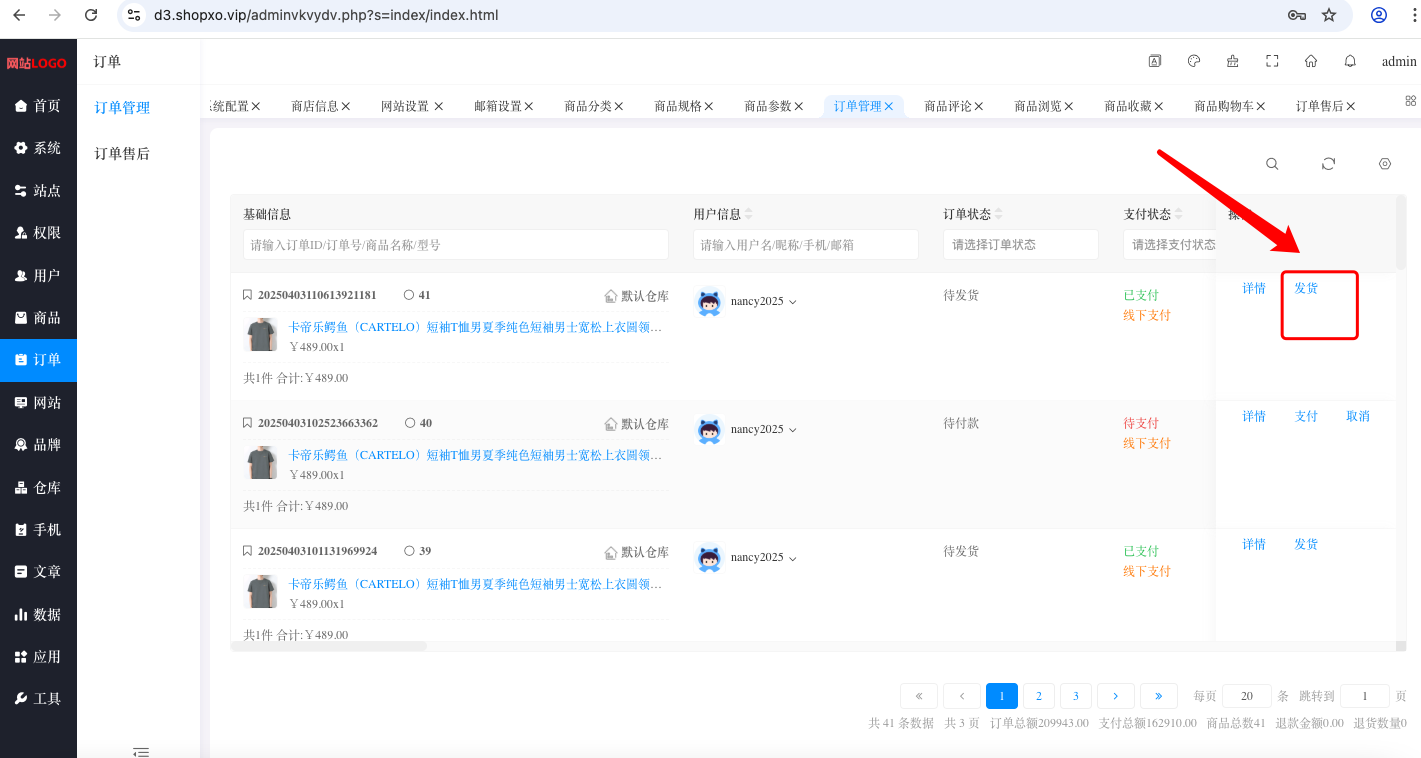 d3.shopxo.vip/adminvkvydv.php?s=index/index.html
网站LOGO
订单
admin
首页
系统
站点
权限
用户
商品
订单
网站
品牌
仓库
手机
文章
数据
应用
工具
订单管理
订单售后
系统配置 商店信息 网站设置 邮箱设置 商品分类 商品规格 商品参数 订单管理 商品评论 商品浏览 商品收藏 商品购物车 订单售后
基础信息 用户信息 订单状态 支付状态
请输入订单ID/订单号/商品名称/型号 请输入用户名/昵称/手机/邮箱 请选择订单状态 请选择支付状态
20250403110613921181 41 默认仓库 nancy2025 待发货 已支付 详情 发货
线下支付
卡帝乐鳄鱼（CARTELO）短袖T恤男夏季纯色短袖男士宽松上衣圆领…
￥489.00x1
共1件 合计:￥489.00
20250403102523663362 40 默认仓库 nancy2025 待付款 待支付 详情 支付 取消
线下支付
卡帝乐鳄鱼（CARTELO）短袖T恤男夏季纯色短袖男士宽松上衣圆领…
￥489.00x1
共1件 合计:￥489.00
20250403101131969924 39 默认仓库 nancy2025 待发货 已支付 详情 发货
线下支付
卡帝乐鳄鱼（CARTELO）短袖T恤男夏季纯色短袖男士宽松上衣圆领…
￥489.00x1
共1件 合计:￥489.00
« ‹ 1 2 3 › » 每页 20 条 跳转到 1 页
共 41 条数据 共 3 页 订单总额209943.00 支付总额162910.00 商品总数41 退款金额0.00 退货数量0